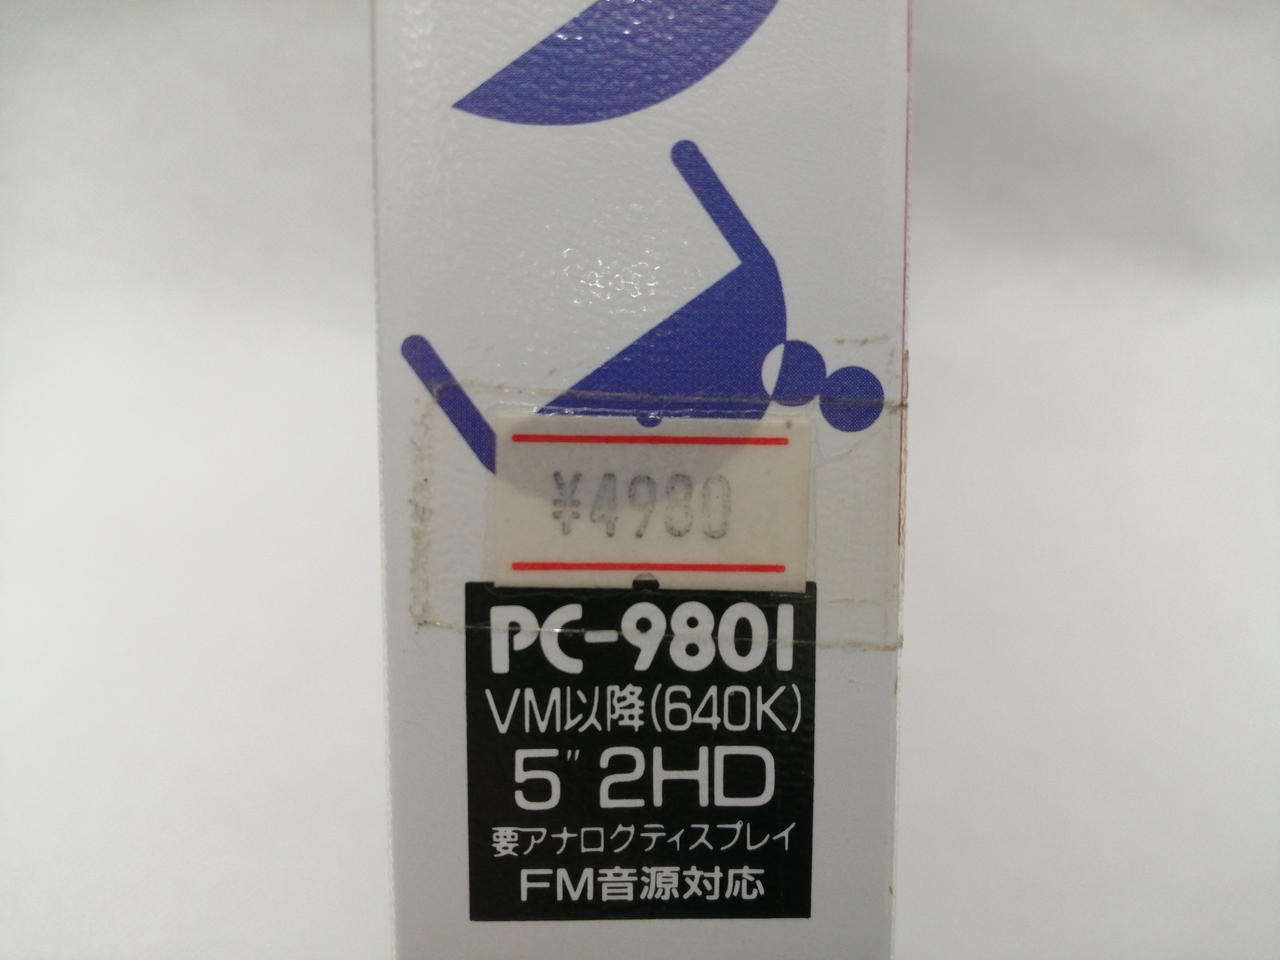 ¥4980
PC-9801
VM以降(640K)
5" 2HD
要アナログディスプレイ
FM音源対応